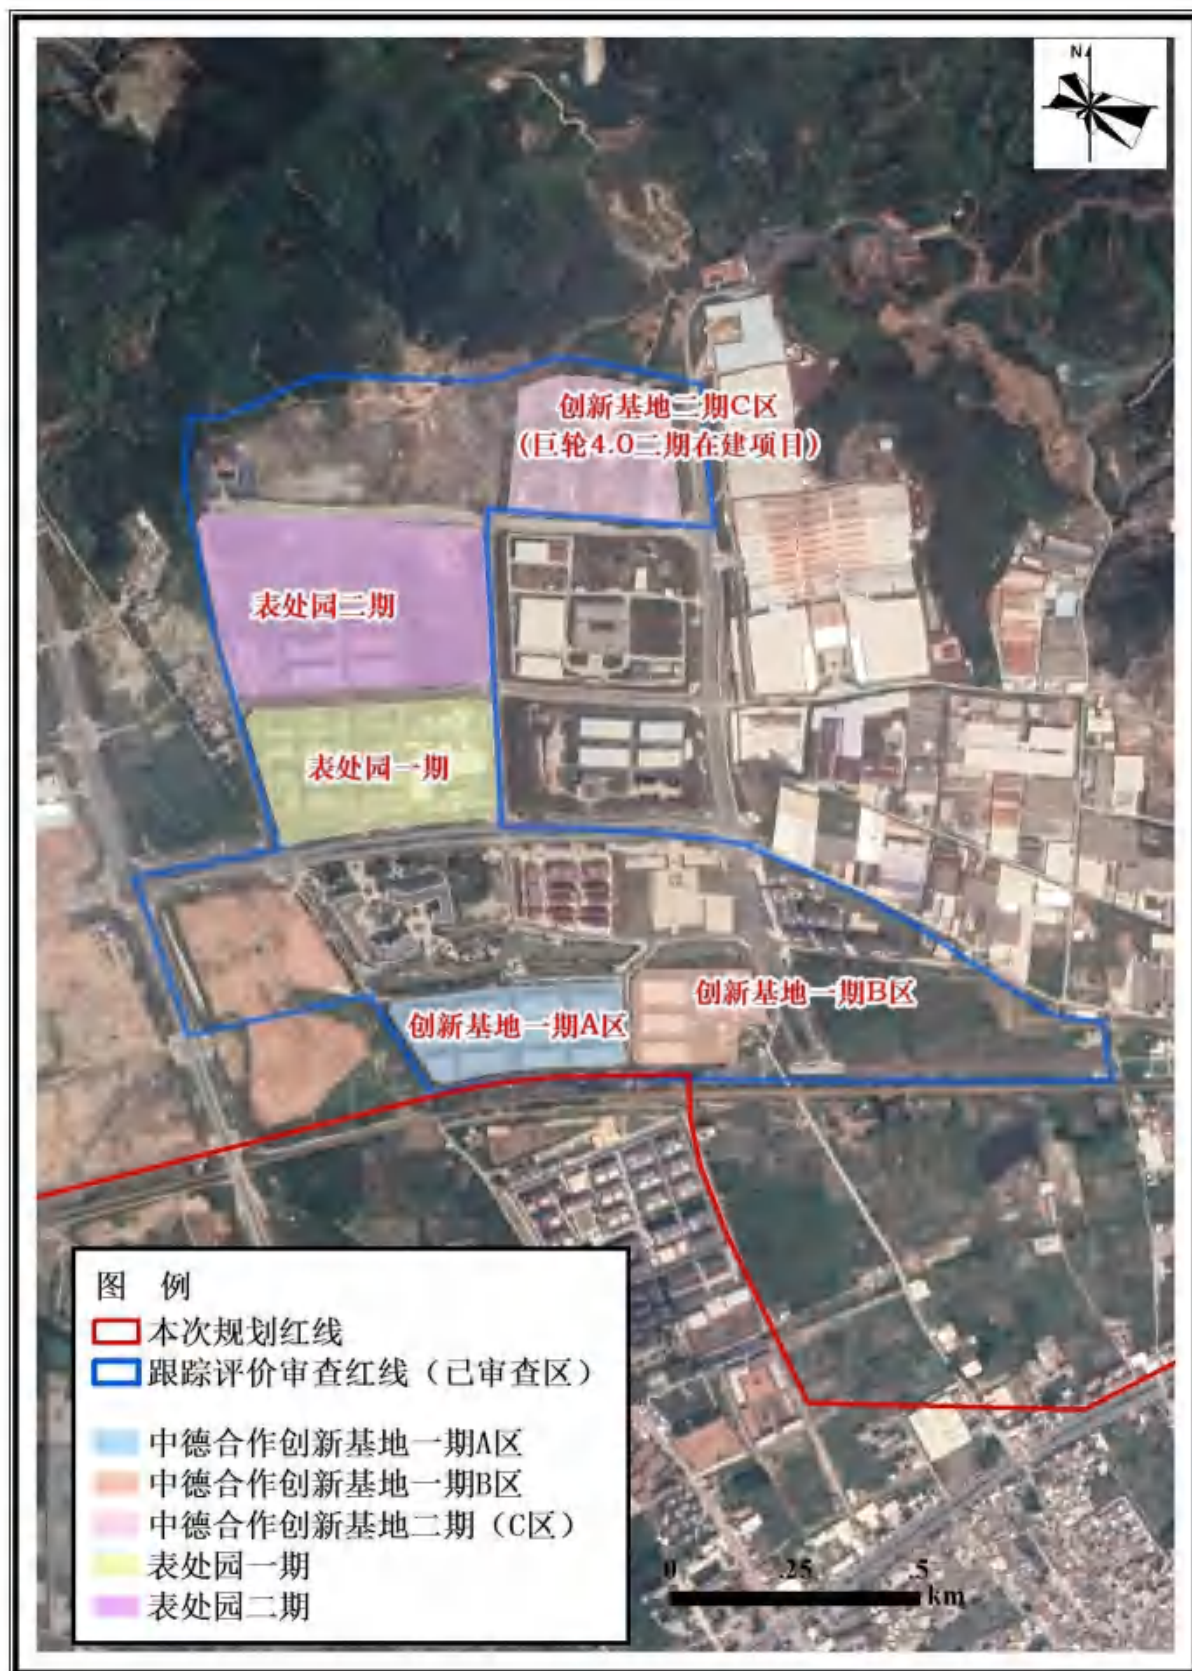 N
创新基地二期C区
(巨轮4.0二期在建项目)
表处园二期
表处园一期
创新基地一期B区
创新基地一期A区
图 例
本次规划红线
跟踪评价审查红线（已审查区）
中德合作创新基地一期A区
中德合作创新基地一期B区
中德合作创新基地二期（C区）
表处园一期
表处园二期
0 .25 .5
km